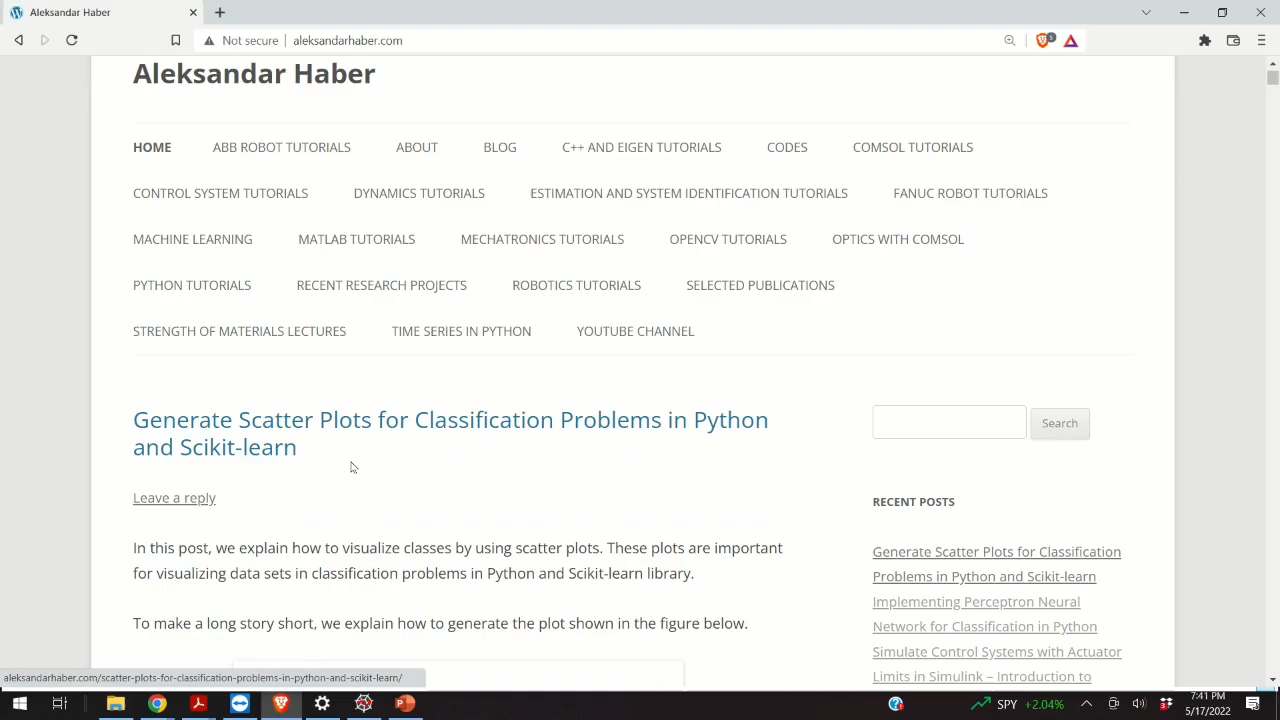 Aleksandar Haber
Not secure aleksandarhaber.com
5
Aleksandar Haber
HOME ABB ROBOT TUTORIALS ABOUT BLOG C++ AND EIGEN TUTORIALS CODES COMSOL TUTORIALS
CONTROL SYSTEM TUTORIALS DYNAMICS TUTORIALS ESTIMATION AND SYSTEM IDENTIFICATION TUTORIALS FANUC ROBOT TUTORIALS
MACHINE LEARNING MATLAB TUTORIALS MECHATRONICS TUTORIALS OPENCV TUTORIALS OPTICS WITH COMSOL
PYTHON TUTORIALS RECENT RESEARCH PROJECTS ROBOTICS TUTORIALS SELECTED PUBLICATIONS
STRENGTH OF MATERIALS LECTURES TIME SERIES IN PYTHON YOUTUBE CHANNEL
Generate Scatter Plots for Classification Problems in Python
and Scikit-learn
Leave a reply
In this post, we explain how to visualize classes by using scatter plots. These plots are important
for visualizing data sets in classification problems in Python and Scikit-learn library.
To make a long story short, we explain how to generate the plot shown in the figure below.
Search
RECENT POSTS
Generate Scatter Plots for Classification
Problems in Python and Scikit-learn
Implementing Perceptron Neural
Network for Classification in Python
Simulate Control Systems with Actuator
Limits in Simulink – Introduction to
aleksandarhaber.com/scatter-plots-for-classification-problems-in-python-and-scikit-learn/
SPY +2.04%
7:41 PM
5/17/2022